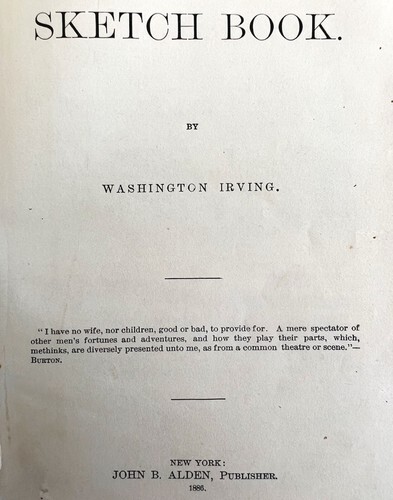 SKETCH BOOK.
BY
WASHINGTON IRVING.
"I have no wife, nor children, good or bad, to provide for. A mere spectator of
other men's fortunes and adventures, and how they play their parts, which,
methinks, are diversely presented unto me, as from a common theatre or scene."—
BURTON.
NEW YORK:
JOHN B. ALDEN, PUBLISHER.
1886.